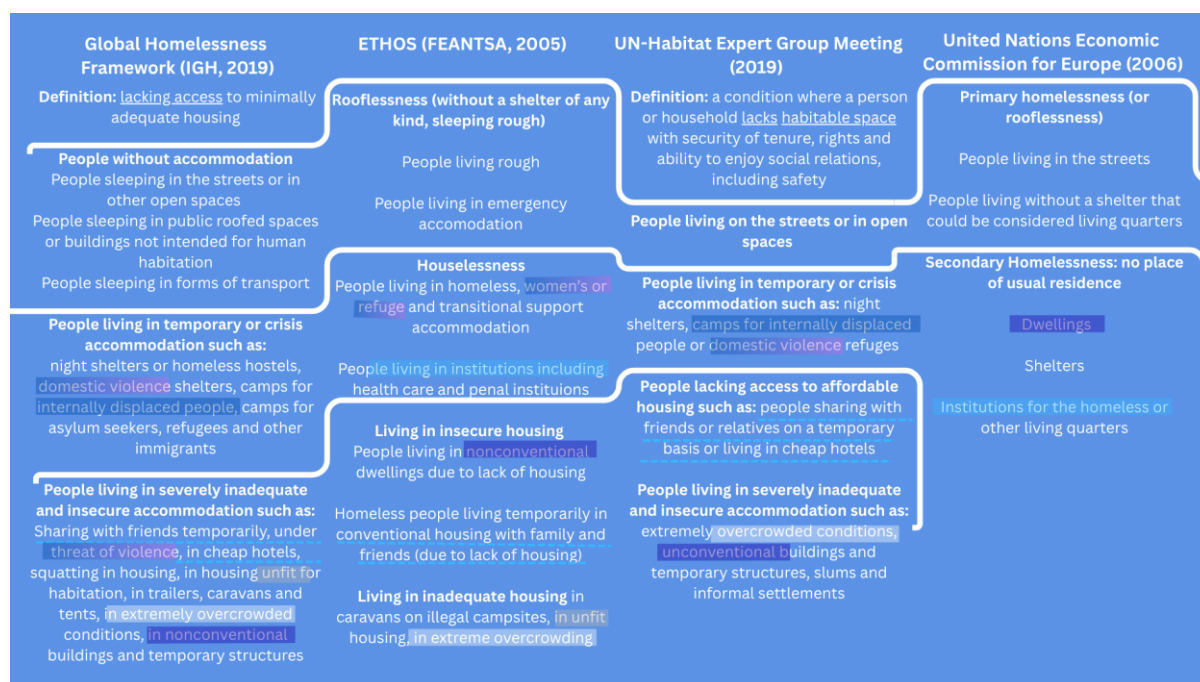 Global Homelessness
Framework (IGH, 2019)
Definition: lacking access to minimally
adequate housing
People without accommodation
People sleeping in the streets or in
other open spaces
People sleeping in public roofed spaces
or buildings not intended for human
habitation
People sleeping in forms of transport
People living in temporary or crisis
accommodation such as:
night shelters or homeless hostels,
domestic violence shelters, camps for
internally displaced people, camps for
asylum seekers, refugees and other
immigrants
People living in severely inadequate
and insecure accommodation such as:
Sharing with friends temporarily, under
threat of violence, in cheap hotels,
squatting in housing, in housing unfit for
habitation, in trailers, caravans and
tents, in extremely overcrowded
conditions, in nonconventional
buildings and temporary structures
ETHOS (FEANTSA, 2005)
Rooflessness (without a shelter of any
kind, sleeping rough)
People living rough
People living in emergency
accomodation
Houselessness
People living in homeless, women's or
refuge and transitional support
accommodation
People living in institutions including
health care and penal instituions
Living in insecure housing
People living in nonconventional
dwellings due to lack of housing
Homeless people living temporarily in
conventional housing with family and
friends (due to lack of housing)
Living in inadequate housing in
caravans on illegal campsites, in unfit
housing, in extreme overcrowding
UN-Habitat Expert Group Meeting
(2019)
Definition: a condition where a person
or household lacks habitable space
with security of tenure, rights and
ability to enjoy social relations,
including safety
People living on the streets or in open
spaces
People living in temporary or crisis
accommodation such as: night
shelters, camps for internally displaced
people or domestic violence refuges
People lacking access to affordable
housing such as: people sharing with
friends or relatives on a temporary
basis or living in cheap hotels
People living in severely inadequate
and insecure accommodation such as:
extremely overcrowded conditions,
unconventional buildings and
temporary structures, slums and
informal settlements
United Nations Economic
Commission for Europe (2006)
Primary homelessness (or
rooflessness)
People living in the streets
People living without a shelter that
could be considered living quarters
Secondary Homelessness: no place
of usual residence
Dwellings
Shelters
Institutions for the homeless or
other living quarters